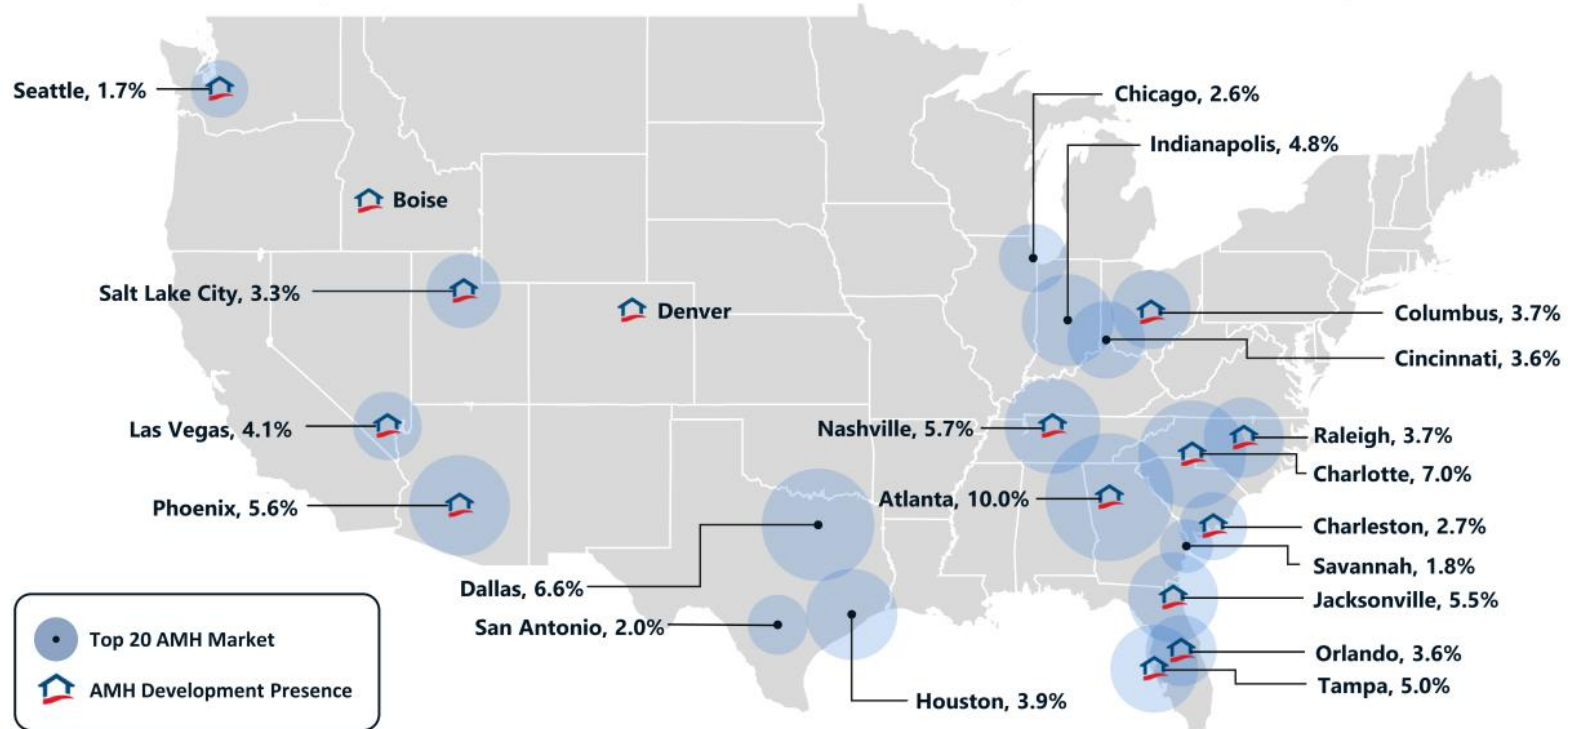 Seattle, 1.7%
Chicago, 2.6%
Indianapolis, 4.8%
Boise
Salt Lake City, 3.3%
Denver
Columbus, 3.7%
Cincinnati, 3.6%
Las Vegas, 4.1%
Nashville, 5.7%
Raleigh, 3.7%
Charlotte, 7.0%
Phoenix, 5.6%
Atlanta, 10.0%
Charleston, 2.7%
Savannah, 1.8%
Dallas, 6.6%
Jacksonville, 5.5%
San Antonio, 2.0%
Orlando, 3.6%
Tampa, 5.0%
Houston, 3.9%
Top 20 AMH Market
AMH Development Presence